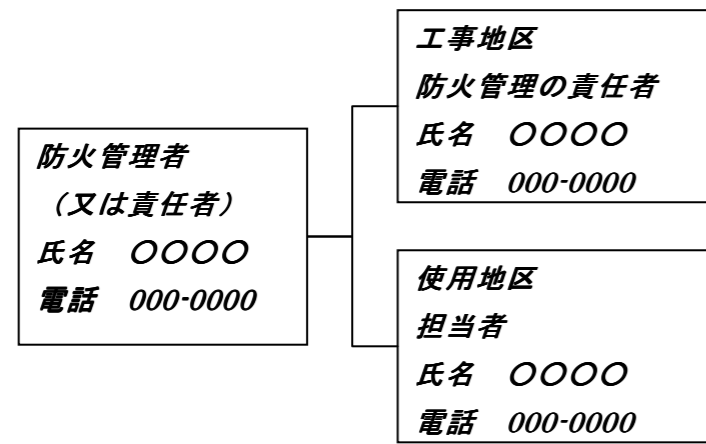 防火管理者
（又は責任者）
氏名　〇〇〇〇
電話　000-0000
工事地区
防火管理の責任者
氏名　〇〇〇〇
電話　000-0000
使用地区
担当者
氏名　〇〇〇〇
電話　000-0000